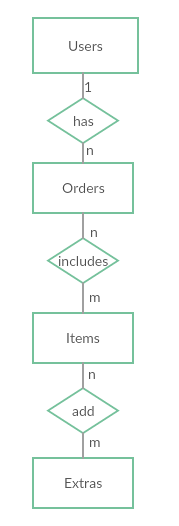 Users
1
has
n
Orders
n
includes
m
Items
n
add
m
Extras